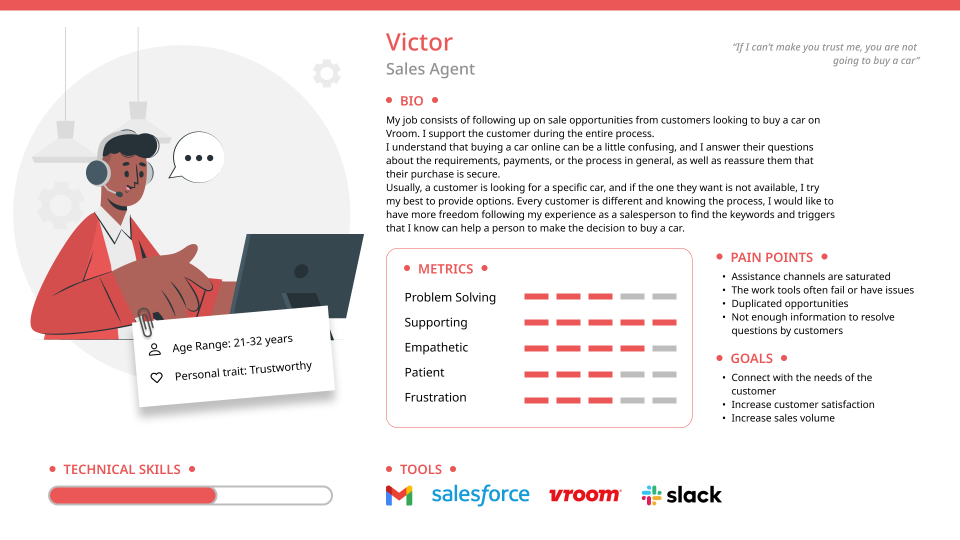 Victor
Sales Agent
“If I can’t make you trust me, you are not
going to buy a car”
BIO
My job consists of following up on sale opportunities from customers looking to buy a car on
Vroom. I support the customer during the entire process.
I understand that buying a car online can be a little confusing, and I answer their questions
about the requirements, payments, or the process in general, as well as reassure them that
their purchase is secure.
Usually, a customer is looking for a specific car, and if the one they want is not available, I try
my best to provide options. Every customer is different and knowing the process, I would like to
have more freedom following my experience as a salesperson to find the keywords and triggers
that I know can help a person to make the decision to buy a car.
METRICS
Problem Solving
Supporting
Empathetic
Patient
Frustration
PAIN POINTS
• Assistance channels are saturated
• The work tools often fail or have issues
• Duplicated opportunities
• Not enough information to resolve
questions by customers
GOALS
• Connect with the needs of the
customer
• Increase customer satisfaction
• Increase sales volume
Age Range: 21-32 years
Personal trait: Trustworthy
TECHNICAL SKILLS
TOOLS
salesforce
vroom
slack